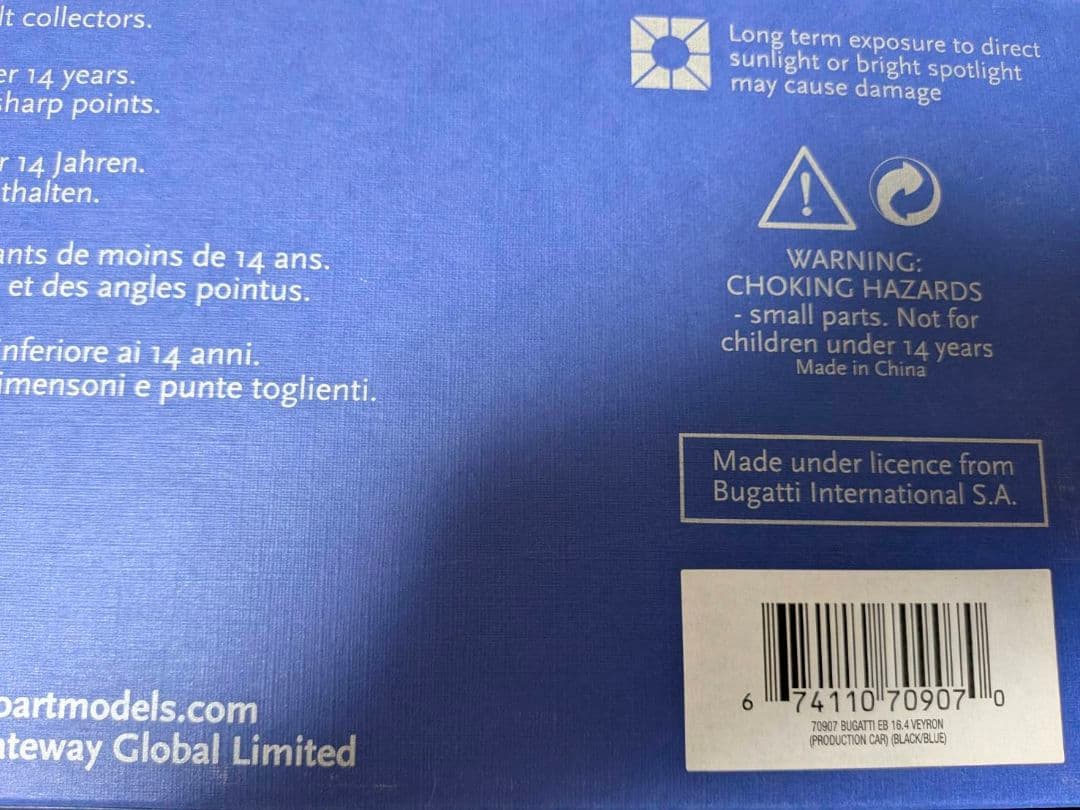 lt collectors.
er 14 years.
sharp points.
r 14 Jahren.
thalten.
ants de moins de 14 ans.
et des angles pointus.
inferiore ai 14 anni.
imensoni e punte toglienti.
oartmodels.com
ateway Global Limited
Long term exposure to direct
sunlight or bright spotlight
may cause damage
WARNING:
CHOKING HAZARDS
- small parts. Not for
children under 14 years
Made in China
Made under licence from
Bugatti International S.A.
6 74110 70907 0
70907 BUGATTI EB 16.4 VEYRON
(PRODUCTION CAR) (BLACK/BLUE)